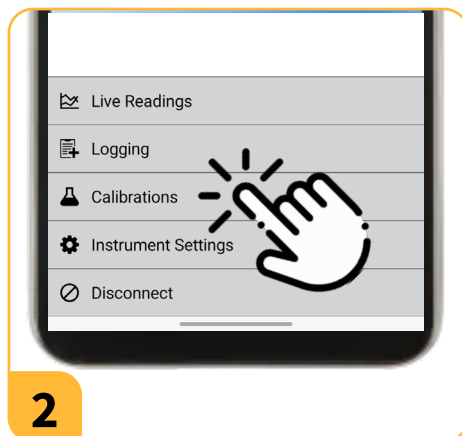 Live Readings
Logging
Calibrations
Instrument Settings
Disconnect
2